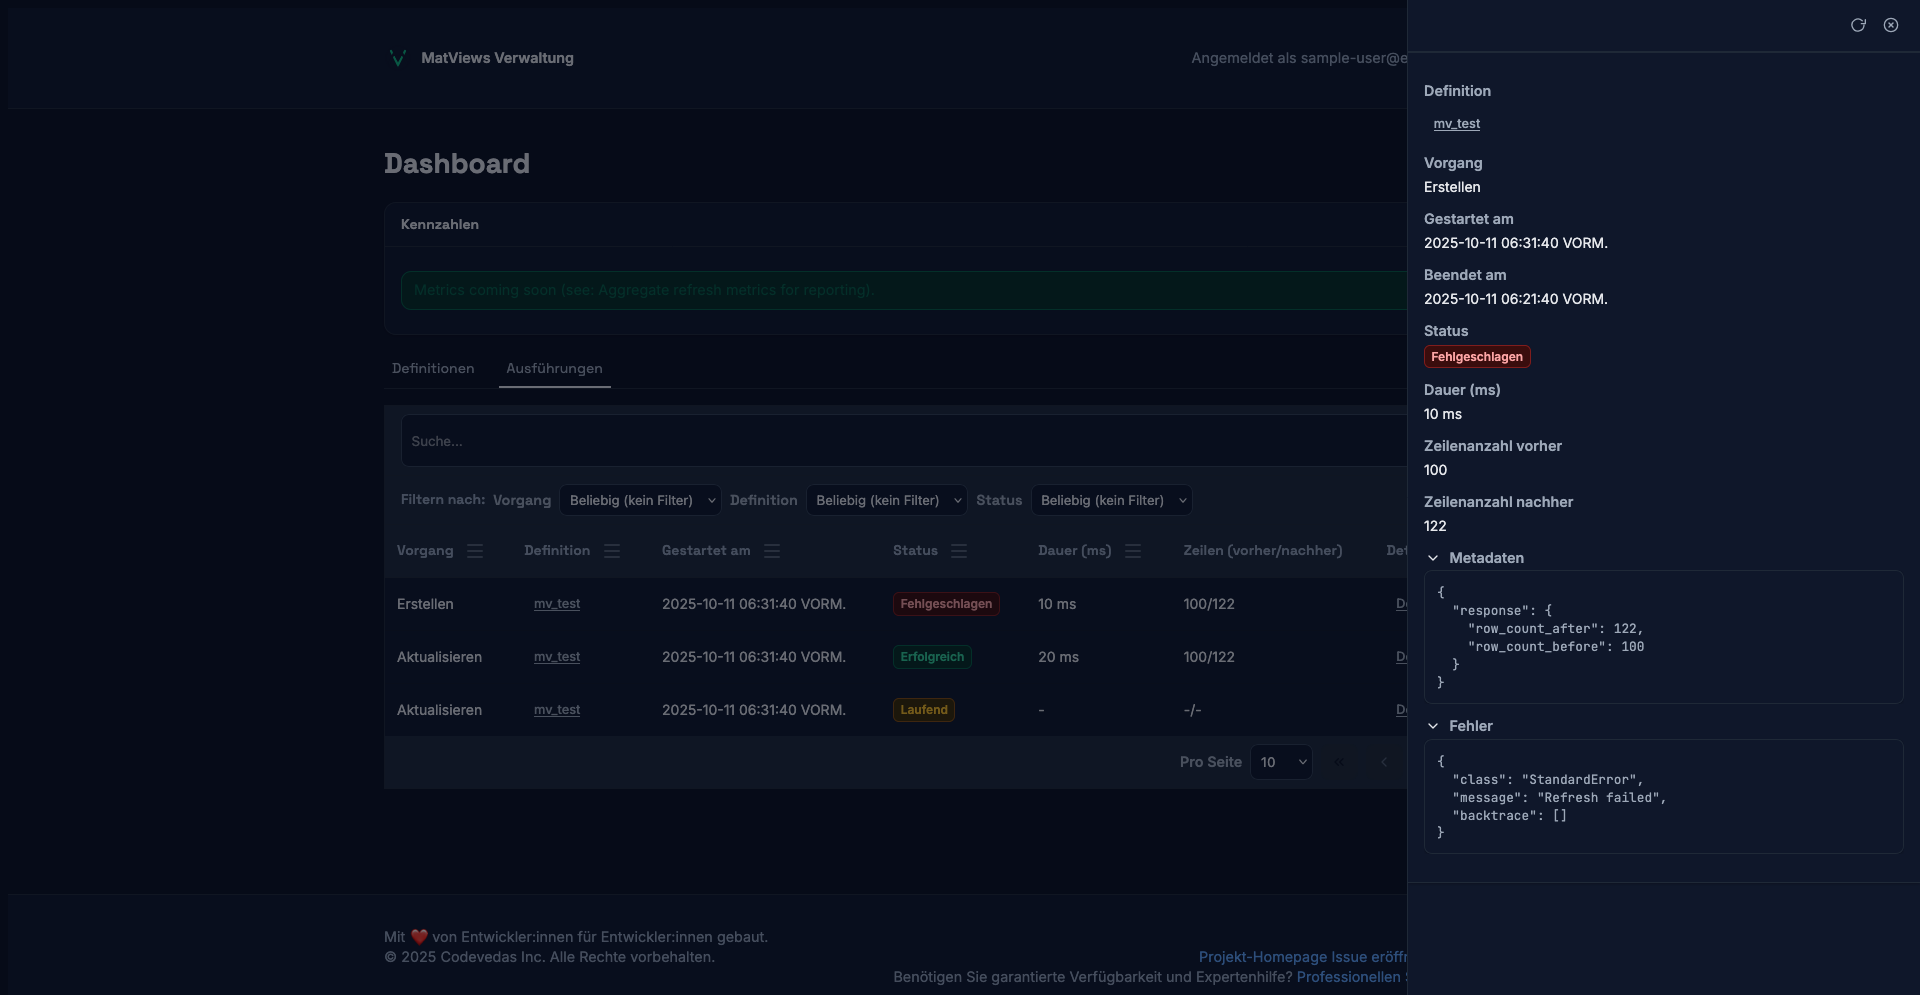 MatViews Verwaltung
Angemeldet als sample-user@e
Dashboard
Kennzahlen
Metrics coming soon (see: Aggregate refresh metrics for reporting).
Definitionen Ausführungen
Suche...
Filtern nach: Vorgang Beliebig (kein Filter) Definition Beliebig (kein Filter) Status Beliebig (kein Filter)
Vorgang Definition Gestartet am Status Dauer (ms) Zeilen (vorher/nachher) Det
Erstellen mv_test 2025-10-11 06:31:40 VORM. Fehlgeschlagen 10 ms 100/122 De
Aktualisieren mv_test 2025-10-11 06:31:40 VORM. Erfolgreich 20 ms 100/122 De
Aktualisieren mv_test 2025-10-11 06:31:40 VORM. Laufend - -/- De
Pro Seite 10 « ‹
Mit ❤️ von Entwickler:innen für Entwickler:innen gebaut.
© 2025 Codevedas Inc. Alle Rechte vorbehalten.
Projekt-Homepage Issue eröffn
Benötigen Sie garantierte Verfügbarkeit und Expertenhilfe? Professionellen S
Definition
mv_test
Vorgang
Erstellen
Gestartet am
2025-10-11 06:31:40 VORM.
Beendet am
2025-10-11 06:21:40 VORM.
Status
Fehlgeschlagen
Dauer (ms)
10 ms
Zeilenanzahl vorher
100
Zeilenanzahl nachher
122
Metadaten
{
  "response": {
    "row_count_after": 122,
    "row_count_before": 100
  }
}
Fehler
{
  "class": "StandardError",
  "message": "Refresh failed",
  "backtrace": []
}